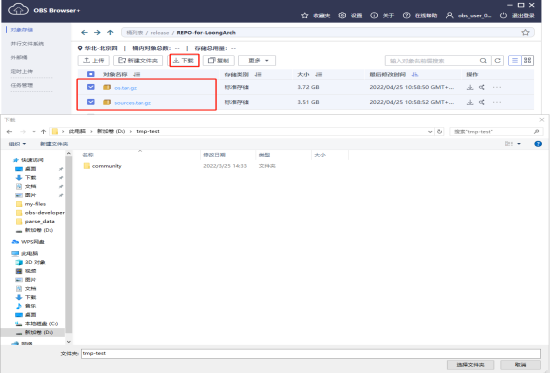 OBS Browser+
收藏夹 设置 关于 在线帮助 obs_user_0... 退出登录
对象存储
并行文件系统
外部桶
定时上传
任务管理
桶列表 / release / REPO-for-LoongArch
华北-北京四 | 桶内对象总数: -- | 存储总用量: --
上传 新建文件夹 下载 复制 更多 输入对象名前缀搜索
对象名称 存储类别 大小 最后修改时间 操作
os.tar.gz 标准存储 3.72 GB 2022/04/25 10:58:50 GMT+...
sources.tar.gz 标准存储 3.51 GB 2022/04/25 10:58:52 GMT+...
下载
此电脑 > 新加卷 (D:) > tmp-test 搜索"tmp-test"
组织 新建文件夹
名称 修改日期 类型 大小
community 2022/3/25 14:33 文件夹
快速访问
桌面
下载
文档
图片
my-files
obs-developer
parse_data
新加卷 (D:)
WPS网盘
此电脑
3D 对象
视频
图片
文档
下载
音乐
桌面
本地磁盘 (C:)
新加卷 (D:)
网络
文件夹: tmp-test
选择文件夹 取消